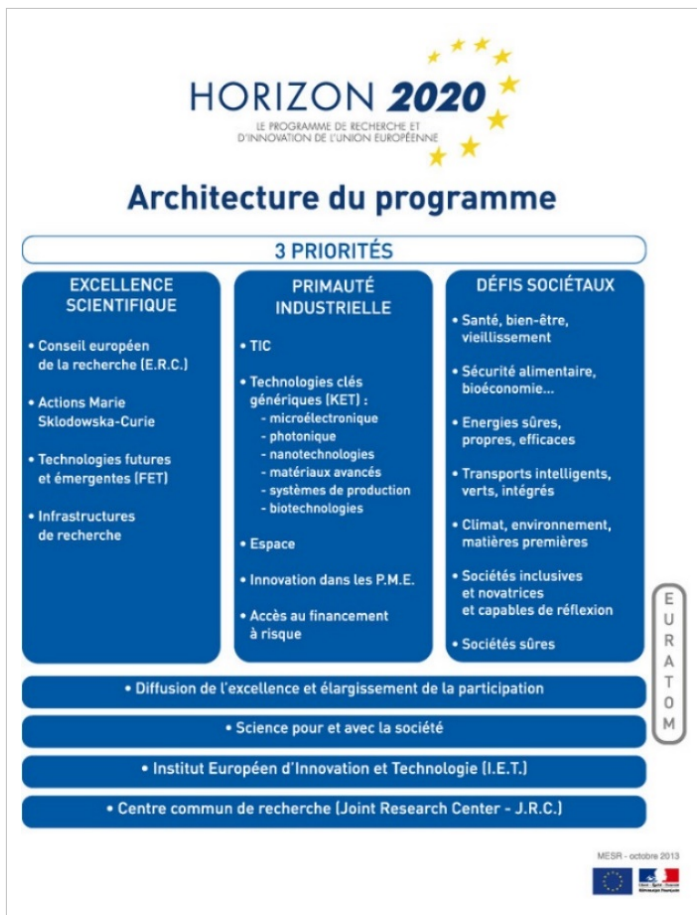 HORIZON 2020
LE PROGRAMME DE RECHERCHE ET
D'INNOVATION DE L'UNION EUROPÉENNE
Architecture du programme
3 PRIORITÉS
EXCELLENCE
SCIENTIFIQUE
• Conseil européen
de la recherche (E.R.C.)
• Actions Marie
Sklodowska-Curie
• Technologies futures
et émergentes (FET)
• Infrastructures
de recherche
PRIMAUTÉ
INDUSTRIELLE
• TIC
• Technologies clés
génériques (KET) :
- microélectronique
- photonique
- nanotechnologies
- matériaux avancés
- systèmes de production
- biotechnologies
• Espace
• Innovation dans les P.M.E.
• Accès au financement
à risque
DÉFIS SOCIÉTAUX
• Santé, bien-être,
vieillissement
• Sécurité alimentaire,
bioéconomie...
• Energies sûres,
propres, efficaces
• Transports intelligents,
verts, intégrés
• Climat, environnement,
matières premières
• Sociétés inclusives
et novatrices
et capables de réflexion
• Sociétés sûres
EURATOM
• Diffusion de l'excellence et élargissement de la participation
• Science pour et avec la société
• Institut Européen d'Innovation et Technologie (I.E.T.)
• Centre commun de recherche (Joint Research Center - J.R.C.)
MESR - octobre 2013